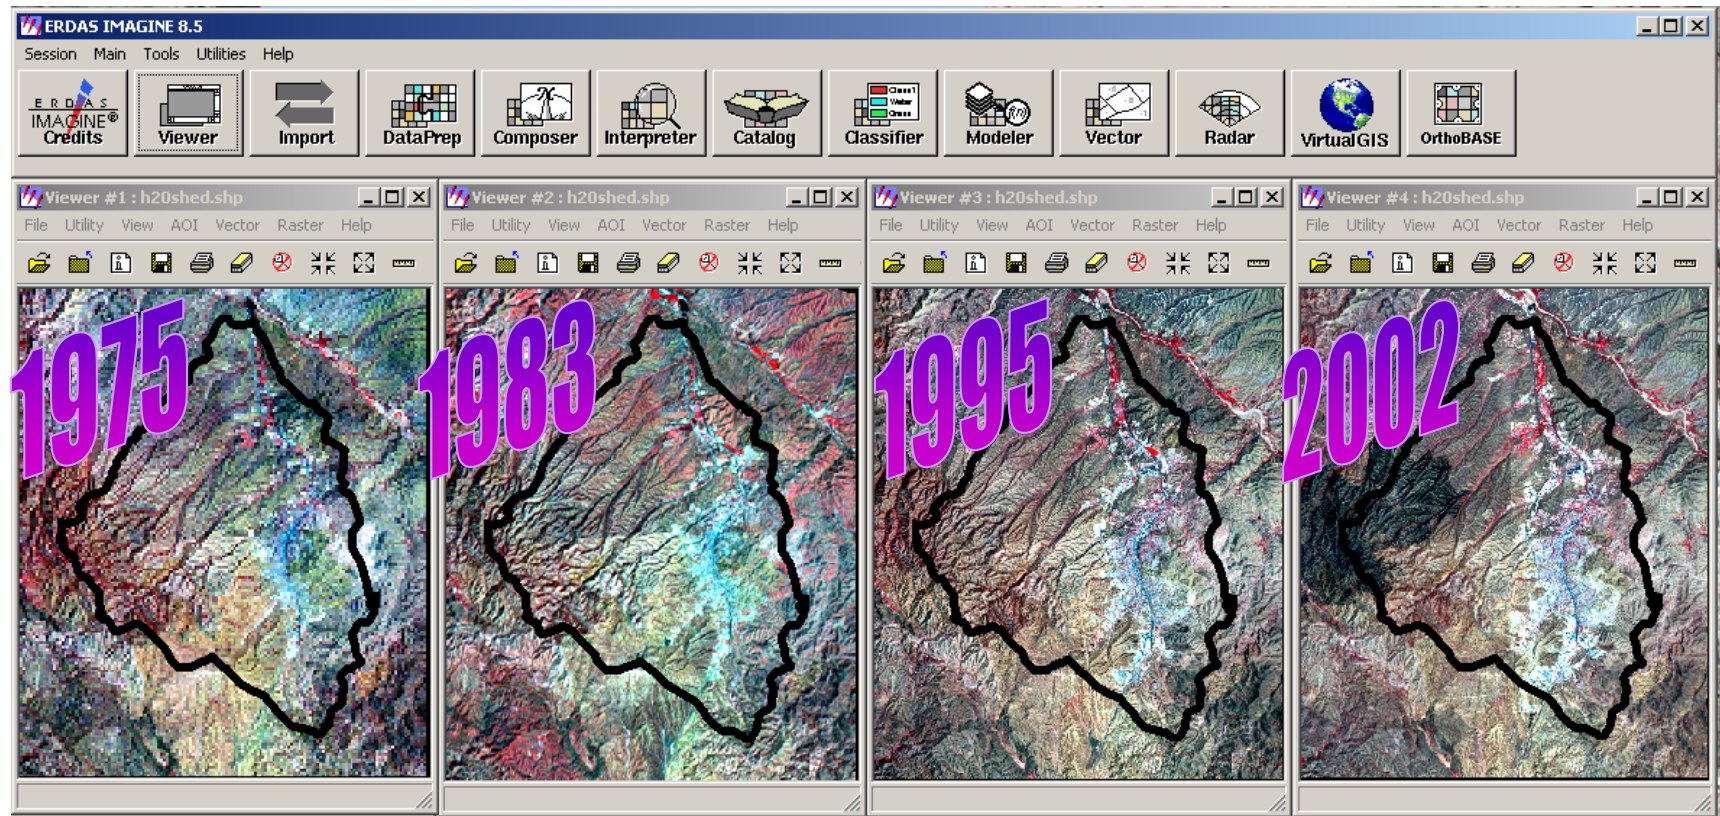 ERDAS IMAGINE 8.5
Session Main Tools Utilities Help
ERDAS IMAGINE® Credits
Viewer
Import
DataPrep
Composer
Interpreter
Catalog
Class1
Water
Grass
Classifier
Modeler
Vector
Radar
VirtualGIS
OrthoBASE
Viewer #1 : h20shed.shp
File Utility View AOI Vector Raster Help
1975
Viewer #2 : h20shed.shp
File Utility View AOI Vector Raster Help
1983
Viewer #3 : h20shed.shp
File Utility View AOI Vector Raster Help
1995
Viewer #4 : h20shed.shp
File Utility View AOI Vector Raster Help
2002